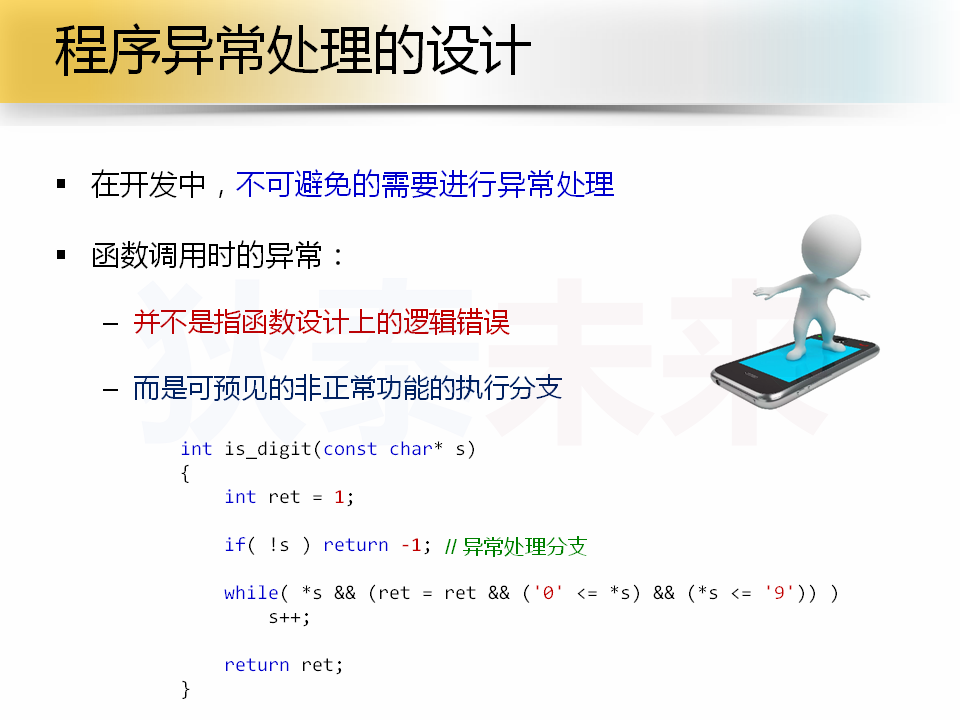 程序异常处理的设计
在开发中，不可避免的需要进行异常处理
函数调用时的异常：
– 并不是指函数设计上的逻辑错误
– 而是可预见的非正常功能的执行分支
狄泰未来
int is_digit(const char* s)
{
    int ret = 1;
    if( !s ) return -1; // 异常处理分支
    while( *s && (ret = ret && ('0' <= *s) && (*s <= '9')) )
        s++;
    return ret;
}